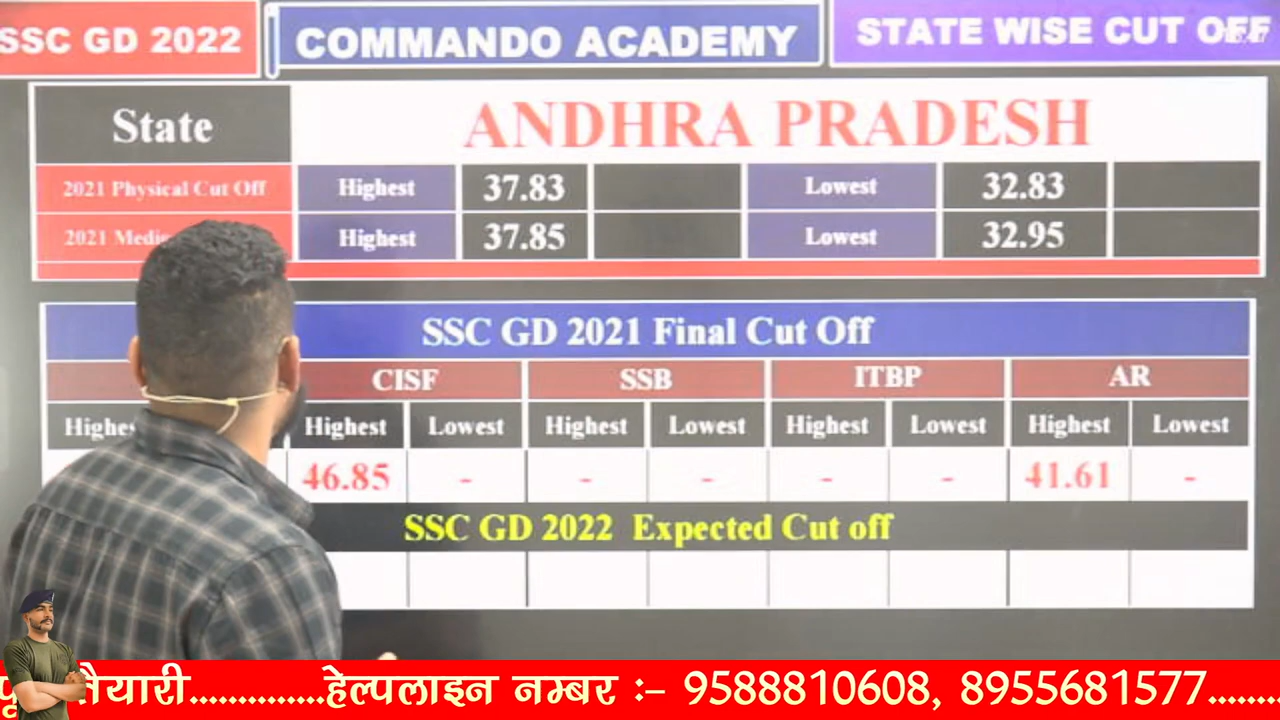 SSC GD 2022 COMMANDO ACADEMY STATE WISE CUT OFF
State ANDHRA PRADESH
2021 Physical Cut Off Highest 37.83 Lowest 32.83
2021 Highest 37.85 Lowest 32.95
SSC GD 2021 Final Cut Off
CISF SSB ITBP AR
Highest Lowest Highest Lowest Highest Lowest Highest Lowest
46.85 - - - - - 41.61 -
SSC GD 2022 Expected Cut off
तैयारी.............हेल्पलाइन नम्बर :- 9588810608, 8955681577.......